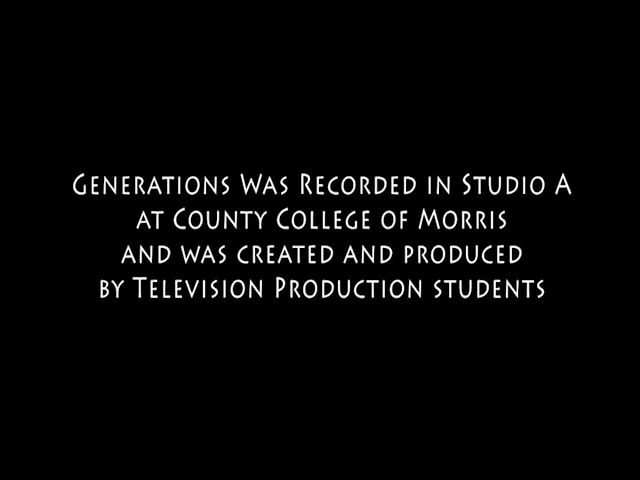 Generations Was Recorded in Studio A
at County College of Morris
and was created and produced
by Television Production students